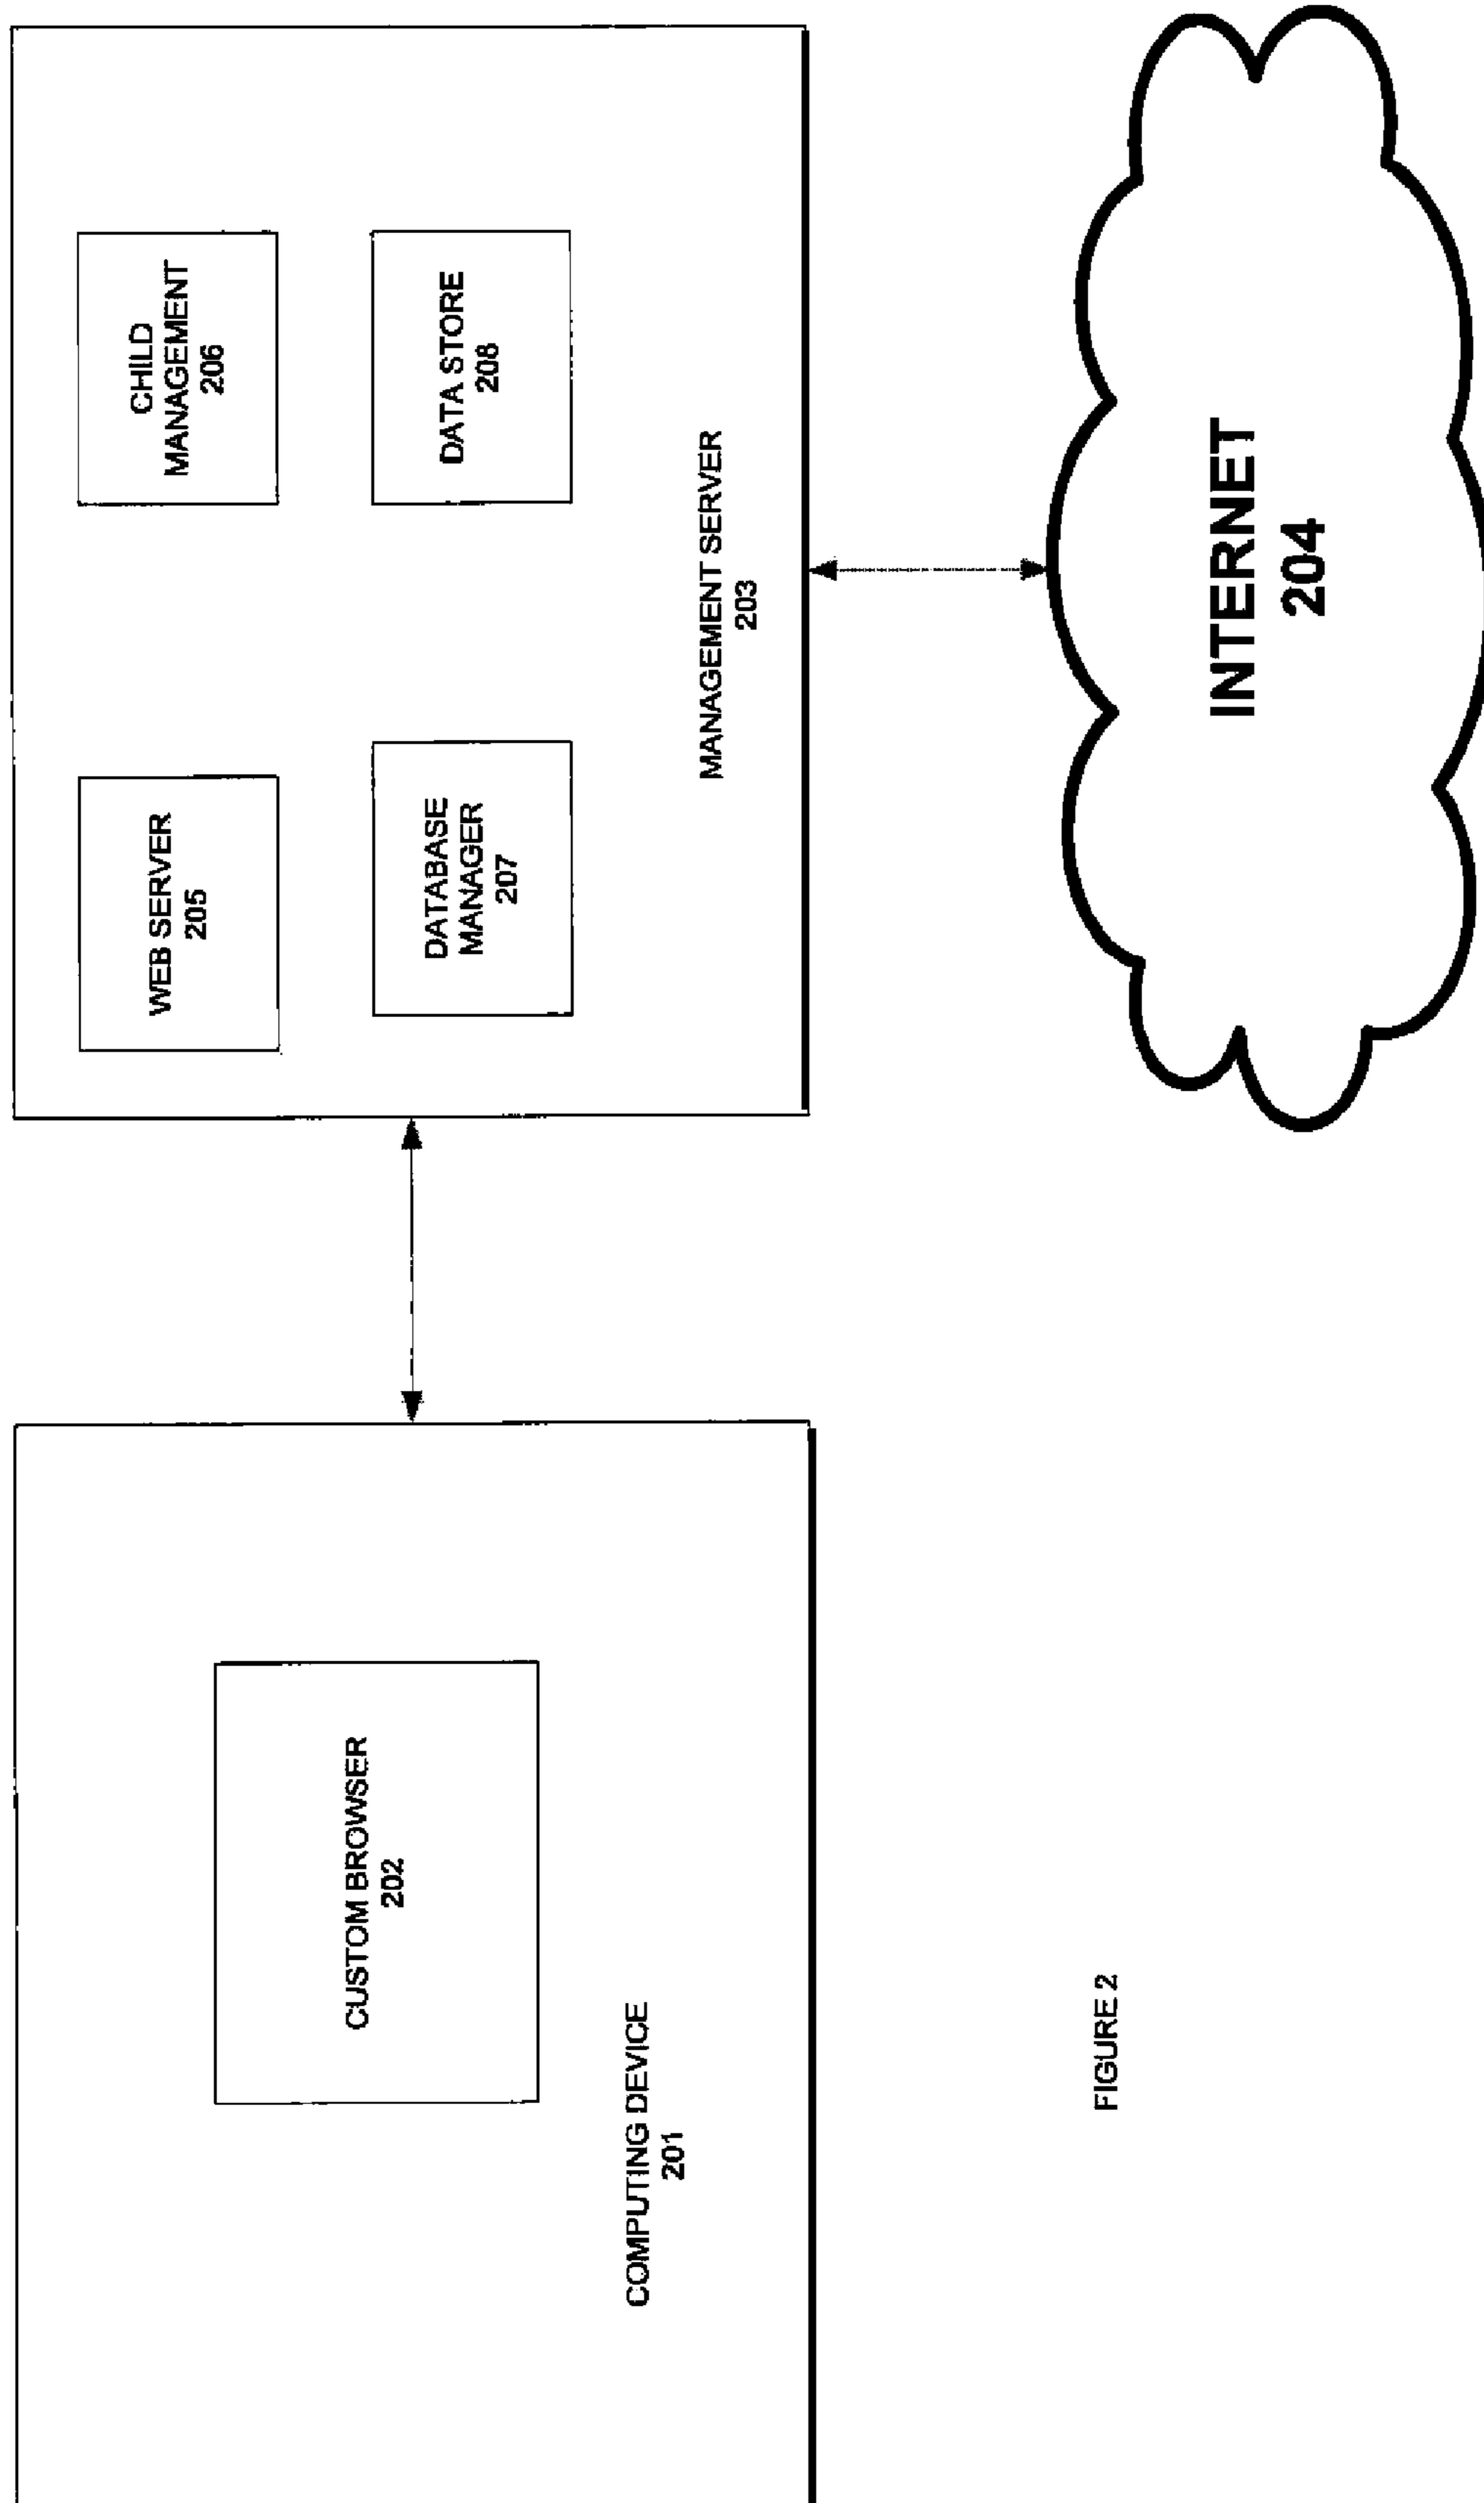 CUSTOM BROWSER
202
COMPUTING DEVICE
201
WEB SERVER
205
CHILD
MANAGEMENT
206
DATABASE
MANAGER
207
DATA STORE
208
MANAGEMENT SERVER
203
INTERNET
204
FIGURE 2